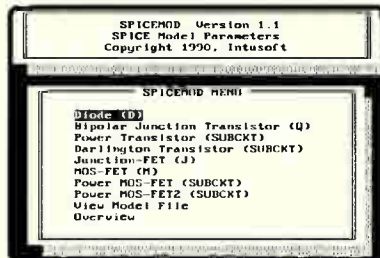 SPICEMOD Version 1.1
SPICE Model Parameters
Copyright 1990, Intusoft
SPICEMOD MENU
Diode (D)
Bipolar Junction Transistor (Q)
Power Transistor (SUBCKT)
Darlington Transistor (SUBCKT)
Junction-FET (J)
MOS-FET (M)
Power MOS-FET (SUBCKT)
Power MOS-FET2 (SUBCKT)
View Model File
Overview